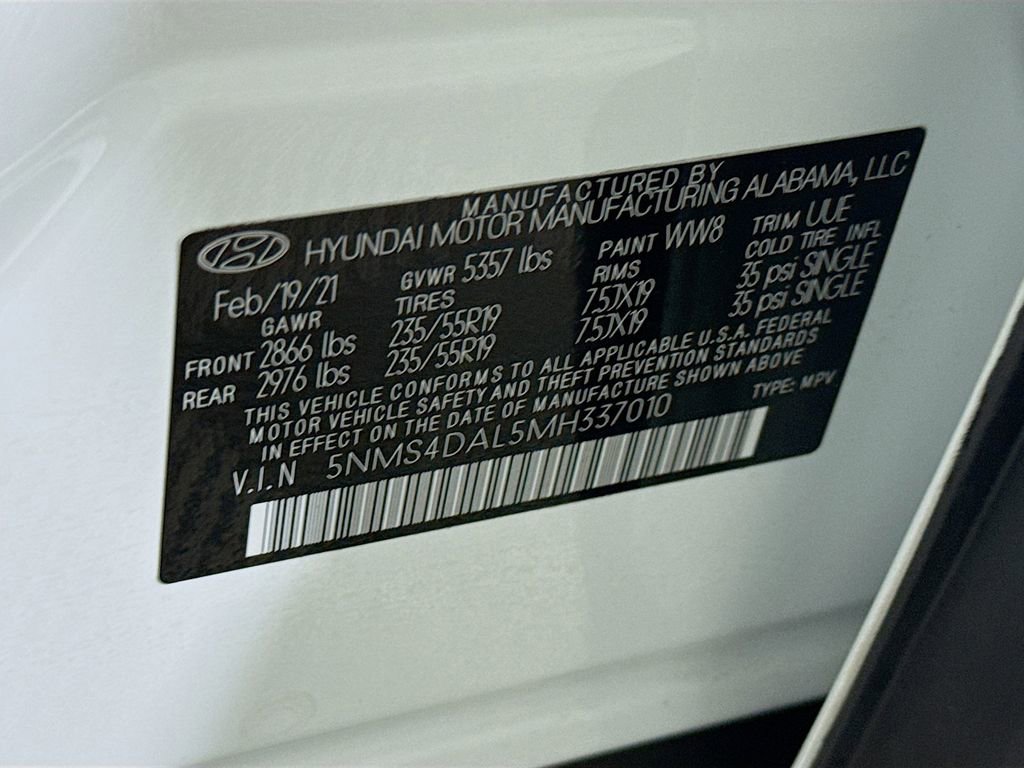 MANUFACTURED BY
HYUNDAI MOTOR MANUFACTURING ALABAMA, LLC
Feb/19/21 GVWR 5357 lbs PAINT WW8 TRIM UUE
GAWR TIRES RIMS COLD TIRE INFL
FRONT 2866 lbs 235/55R19 7.5JX19 35 psi SINGLE
REAR 2976 lbs 235/55R19 7.5JX19 35 psi SINGLE
THIS VEHICLE CONFORMS TO ALL APPLICABLE U.S.A. FEDERAL
MOTOR VEHICLE SAFETY AND THEFT PREVENTION STANDARDS
IN EFFECT ON THE DATE OF MANUFACTURE SHOWN ABOVE
V.I.N 5NMS4DAL5MH337010 TYPE: MPV